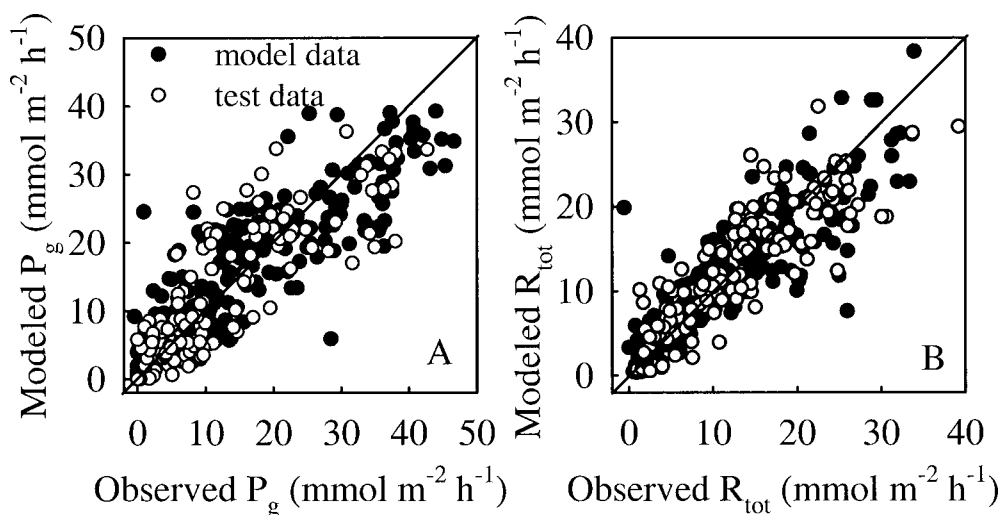 Modeled P_g (mmol m^-2 h^-1)
50
40
30
20
10
0
model data
test data
A
0 10 20 30 40 50
Observed P_g (mmol m^-2 h^-1)
Modeled R_tot (mmol m^-2 h^-1)
40
30
20
10
0
B
0 10 20 30 40
Observed R_tot (mmol m^-2 h^-1)